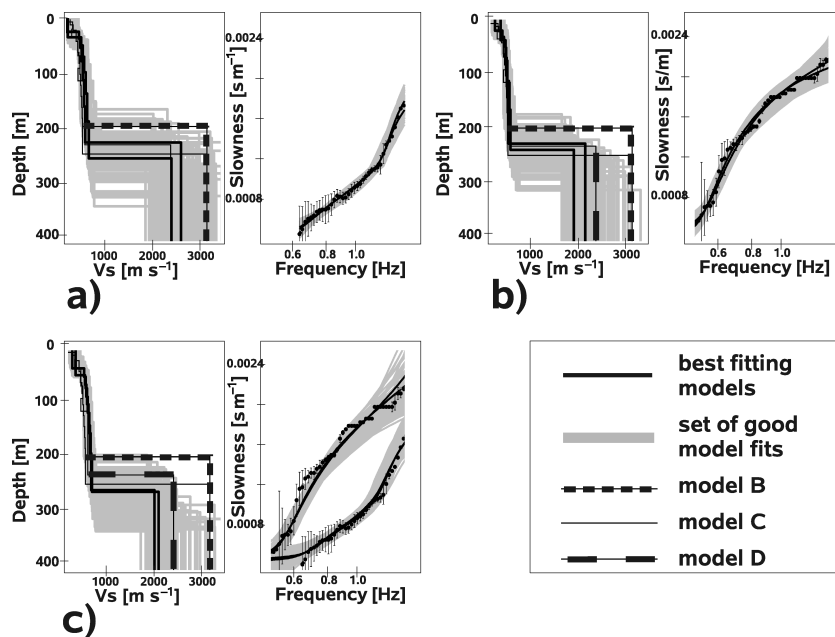 0
100
200
300
400
Depth [m]
1000 2000 3000
Vs [m s⁻¹]
0.0024
0.0008
Slowness [s m⁻¹]
0.6 0.8 1.0
Frequency [Hz]
a)
0
100
200
300
400
Depth [m]
1000 2000 3000
Vs [m s⁻¹]
0.0024
0.0008
Slowness [s/m]
0.6 0.8 1.0
Frequency [Hz]
b)
0
100
200
300
400
Depth [m]
1000 2000 3000
Vs [m s⁻¹]
0.0024
0.0008
Slowness [s m⁻¹]
0.6 0.8 1.0
Frequency [Hz]
c)
best fitting
models
set of good
model fits
model B
model C
model D